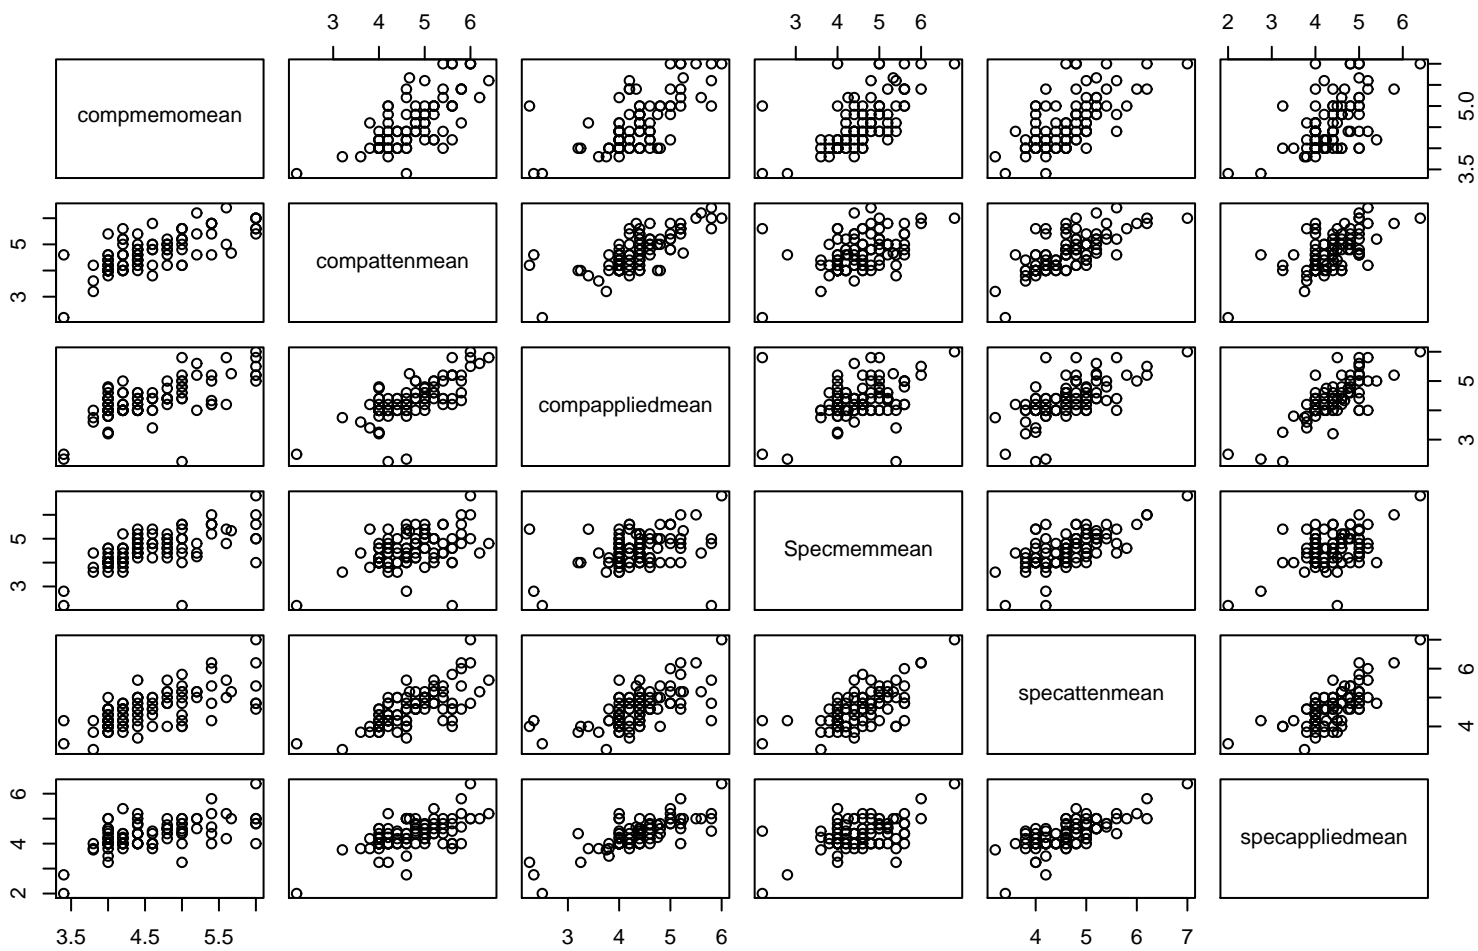 3 4 5 6 3 4 5 6 2 3 4 5 6
compmemomean 3.5 5.0
3 5 compattenmean
compappliedmean 3 5
3 5 Specmemmean
specattenmean 4 6
2 4 6 specappliedmean
3.5 4.5 5.5 3 4 5 6 4 5 6 7